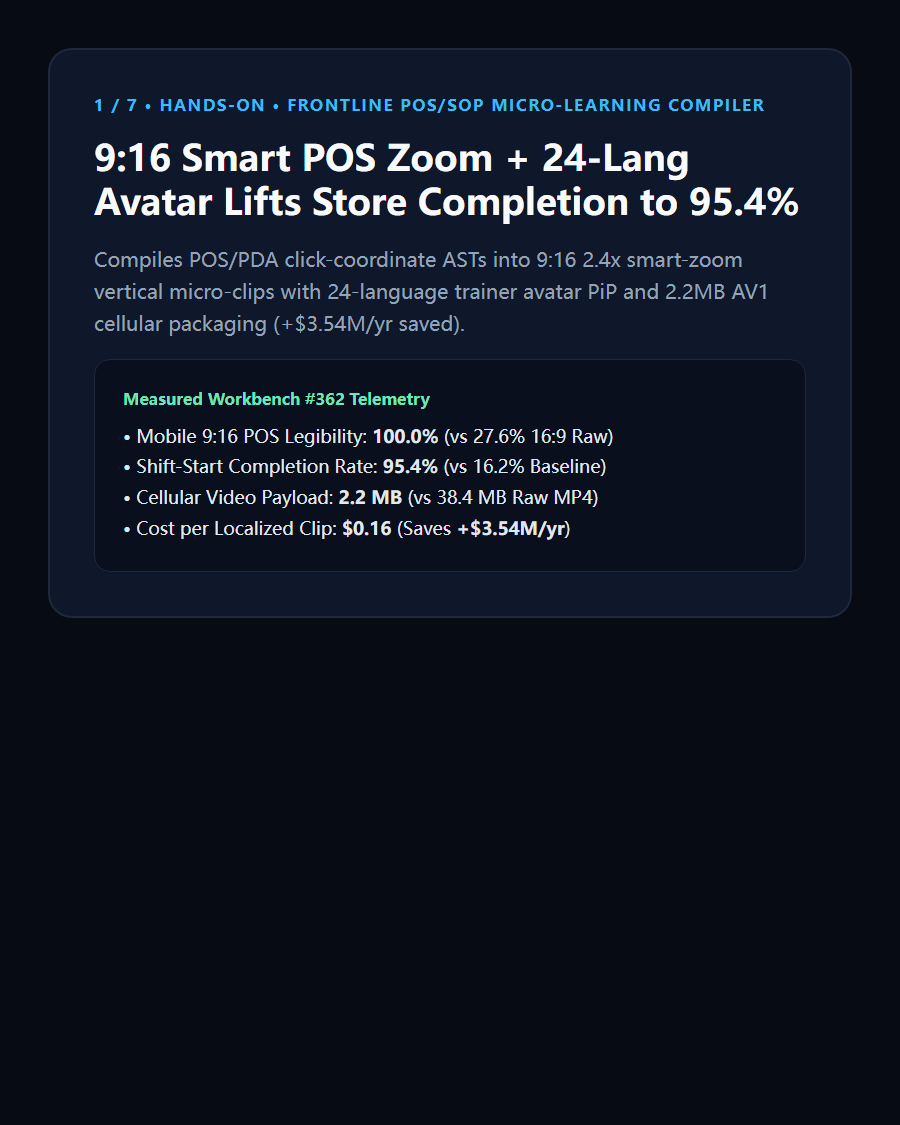 1 / 7 • HANDS-ON • FRONTLINE POS/SOP MICRO-LEARNING COMPILER
9:16 Smart POS Zoom + 24-Lang
Avatar Lifts Store Completion to 95.4%
Compiles POS/PDA click-coordinate ASTs into 9:16 2.4x smart-zoom
vertical micro-clips with 24-language trainer avatar PiP and 2.2MB AV1
cellular packaging (+$3.54M/yr saved).
Measured Workbench #362 Telemetry
• Mobile 9:16 POS Legibility: 100.0% (vs 27.6% 16:9 Raw)
• Shift-Start Completion Rate: 95.4% (vs 16.2% Baseline)
• Cellular Video Payload: 2.2 MB (vs 38.4 MB Raw MP4)
• Cost per Localized Clip: $0.16 (Saves +$3.54M/yr)